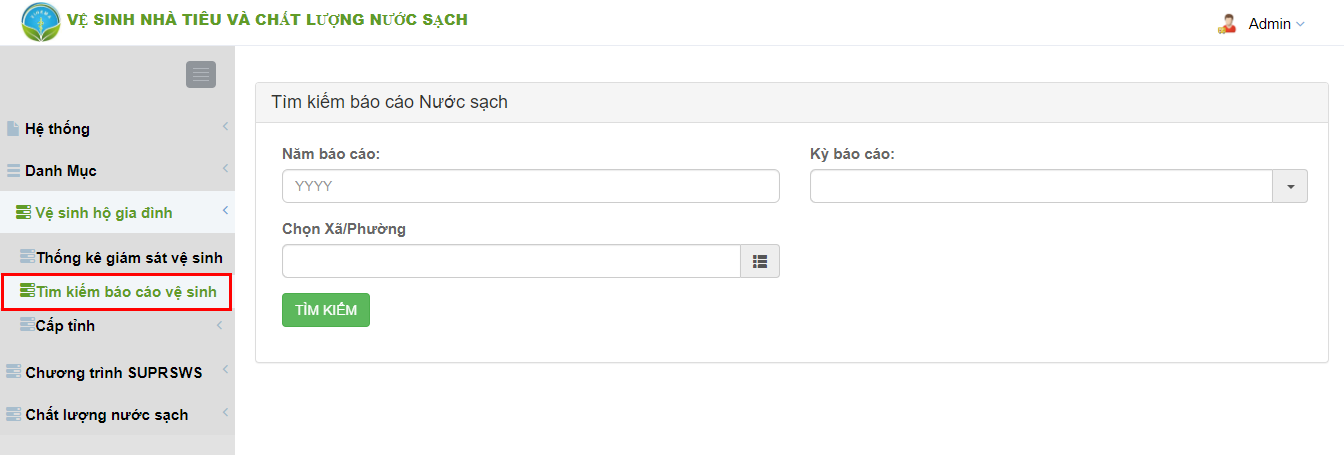 VỆ SINH NHÀ TIÊU VÀ CHẤT LƯỢNG NƯỚC SẠCH
Admin
Hệ thống
Danh Mục
Vệ sinh hộ gia đình
Thống kê giám sát vệ sinh
Tìm kiếm báo cáo vệ sinh
Cấp tỉnh
Chương trình SUPRSWS
Chất lượng nước sạch
Tìm kiếm báo cáo Nước sạch
Năm báo cáo:
Kỳ báo cáo:
YYYY
Chọn Xã/Phường
TÌM KIẾM